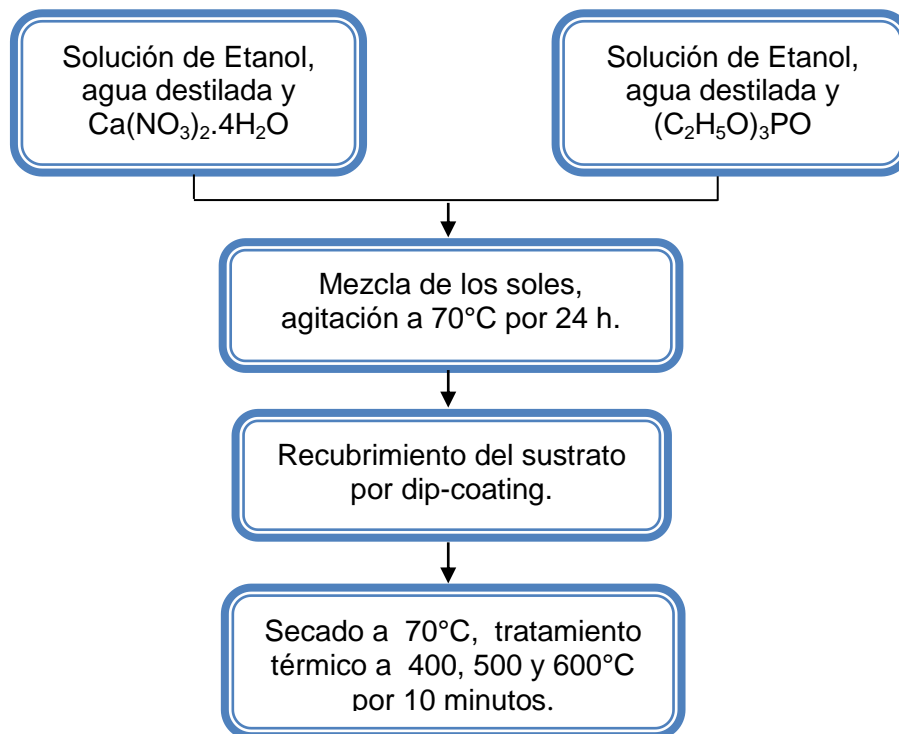 Solución de Etanol,
agua destilada y
Ca(NO₃)₂.4H₂O
Solución de Etanol,
agua destilada y
(C₂H₅O)₃PO
Mezcla de los soles,
agitación a 70°C por 24 h.
Recubrimiento del sustrato
por dip-coating.
Secado a 70°C, tratamiento
térmico a 400, 500 y 600°C
por 10 minutos.